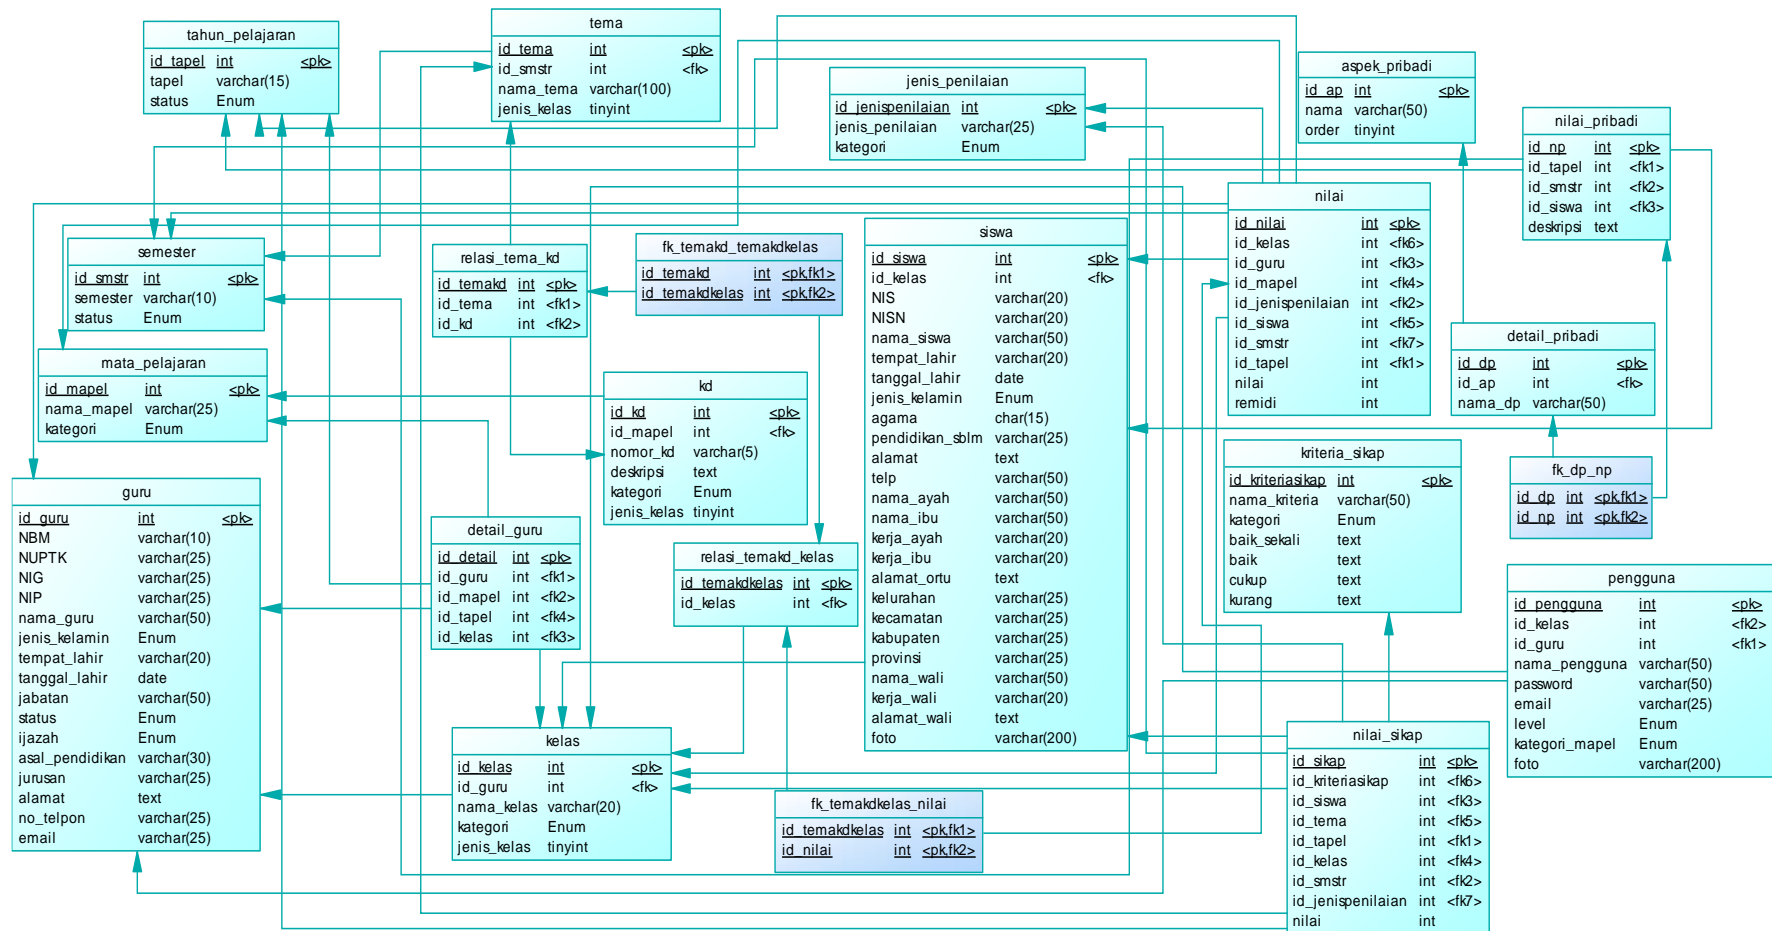 tahun_pelajaran
id_tapel int <pk>
tapel varchar(15)
status Enum
tema
id_tema int <pk>
id_smstr int <fk>
nama_tema varchar(100)
jenis_kelas tinyint
jenis_penilaian
id_jenispenilaian int <pk>
jenis_penilaian varchar(25)
kategori Enum
aspek_pribadi
id_ap int <pk>
nama varchar(50)
order tinyint
nilai_pribadi
id_np int <pk>
id_tapel int <fk1>
id_smstr int <fk2>
id_siswa int <fk3>
deskripsi text
semester
id_smstr int <pk>
semester varchar(10)
status Enum
relasi_tema_kd
id_temakd int <pk>
id_tema int <fk1>
id_kd int <fk2>
fk_temakd_temakdkelas
id_temakd int <pk,fk1>
id_temakdkelas int <pk,fk2>
siswa
id_siswa int <pk>
id_kelas int <fk>
NIS varchar(20)
NISN varchar(20)
nama_siswa varchar(50)
tempat_lahir varchar(20)
tanggal_lahir date
jenis_kelamin Enum
agama char(15)
pendidikan_sblm varchar(25)
alamat text
telp varchar(50)
nama_ayah varchar(50)
nama_ibu varchar(50)
kerja_ayah varchar(20)
kerja_ibu varchar(20)
alamat_ortu text
kelurahan varchar(25)
kecamatan varchar(25)
kabupaten varchar(25)
provinsi varchar(25)
nama_wali varchar(50)
kerja_wali varchar(20)
alamat_wali text
foto varchar(200)
nilai
id_nilai int <pk>
id_kelas int <fk6>
id_guru int <fk3>
id_mapel int <fk4>
id_jenispenilaian int <fk2>
id_siswa int <fk5>
id_smstr int <fk7>
id_tapel int <fk1>
nilai int
remidi int
detail_pribadi
id_dp int <pk>
id_ap int <fk>
nama_dp varchar(50)
mata_pelajaran
id_mapel int <pk>
nama_mapel varchar(25)
kategori Enum
kd
id_kd int <pk>
id_mapel int <fk>
nomor_kd varchar(5)
deskripsi text
kategori Enum
jenis_kelas tinyint
kriteria_sikap
id_kriteriasikap int <pk>
nama_kriteria varchar(50)
kategori Enum
baik_sekali text
baik text
cukup text
kurang text
fk_dp_np
id_dp int <pk,fk1>
id_np int <pk,fk2>
guru
id_guru int <pk>
NBM varchar(10)
NUPTK varchar(25)
NIG varchar(25)
NIP varchar(25)
nama_guru varchar(50)
jenis_kelamin Enum
tempat_lahir varchar(20)
tanggal_lahir date
jabatan varchar(50)
status Enum
ijazah Enum
asal_pendidikan varchar(30)
jurusan varchar(25)
alamat text
no_telpon varchar(25)
email varchar(25)
detail_guru
id_detail int <pk>
id_guru int <fk1>
id_mapel int <fk2>
id_tapel int <fk4>
id_kelas int <fk3>
relasi_temakd_kelas
id_temakdkelas int <pk>
id_kelas int <fk>
pengguna
id_pengguna int <pk>
id_kelas int <fk2>
id_guru int <fk1>
nama_pengguna varchar(50)
password varchar(50)
email varchar(25)
level Enum
kategori_mapel Enum
foto varchar(200)
kelas
id_kelas int <pk>
id_guru int <fk>
nama_kelas varchar(20)
kategori Enum
jenis_kelas tinyint
fk_temakdkelas_nilai
id_temakdkelas int <pk,fk1>
id_nilai int <pk,fk2>
nilai_sikap
id_sikap int <pk>
id_kriteriasikap int <fk6>
id_siswa int <fk3>
id_tema int <fk5>
id_tapel int <fk1>
id_kelas int <fk4>
id_smstr int <fk2>
id_jenispenilaian int <fk7>
nilai int